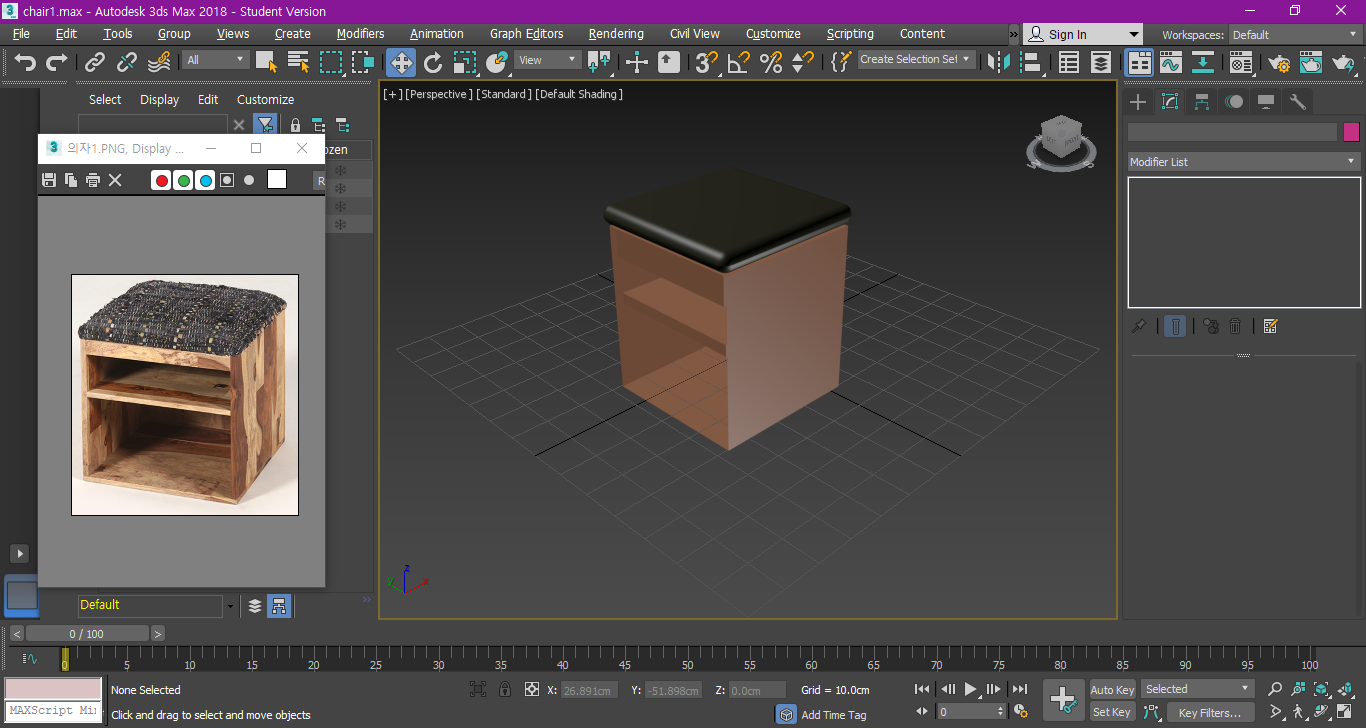 chair1.max - Autodesk 3ds Max 2018 - Student Version
File Edit Tools Group Views Create Modifiers Animation Graph Editors Rendering Civil View Customize Scripting Content » Sign In Workspaces: Default
All View Create Selection Set
Select Display Edit Customize
[+] [Perspective ] [Standard ] [Default Shading ]
의자1.PNG, Display ...
ozen
R
Modifier List
z
x
y
Default
0 / 100
0 5 10 15 20 25 30 35 40 45 50 55 60 65 70 75 80 85 90 95 100
None Selected X: 26.891cm Y: -51.898cm Z: 0.0cm Grid = 10.0cm Auto Key Selected
MAXScript Min Click and drag to select and move objects Add Time Tag 0 Set Key Key Filters...